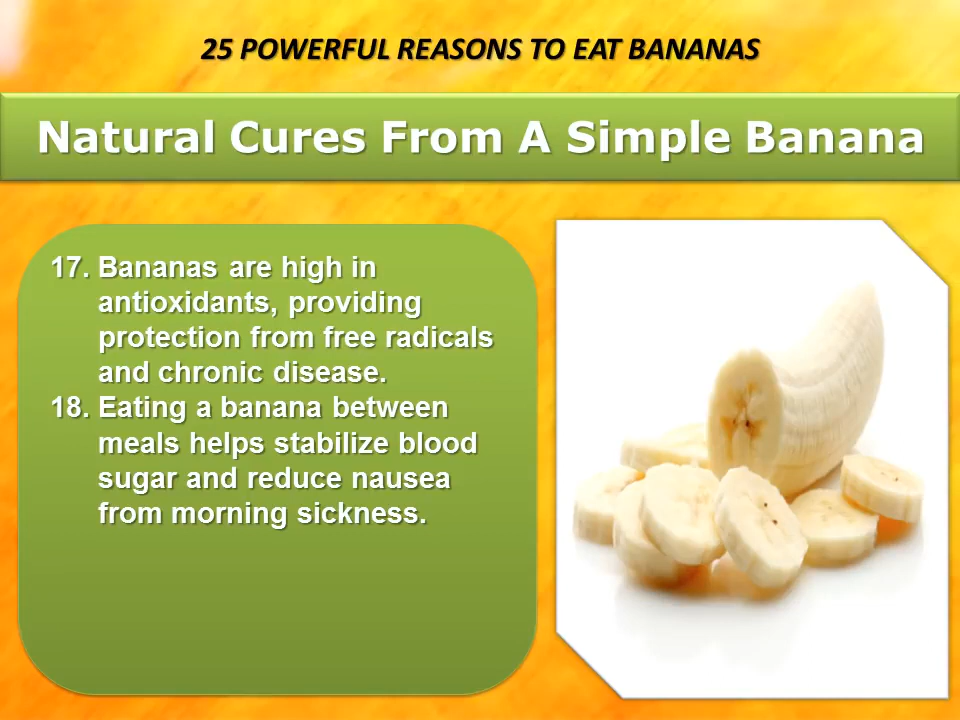 25 POWERFUL REASONS TO EAT BANANAS
Natural Cures From A Simple Banana
17. Bananas are high in
antioxidants, providing
protection from free radicals
and chronic disease.
18. Eating a banana between
meals helps stabilize blood
sugar and reduce nausea
from morning sickness.